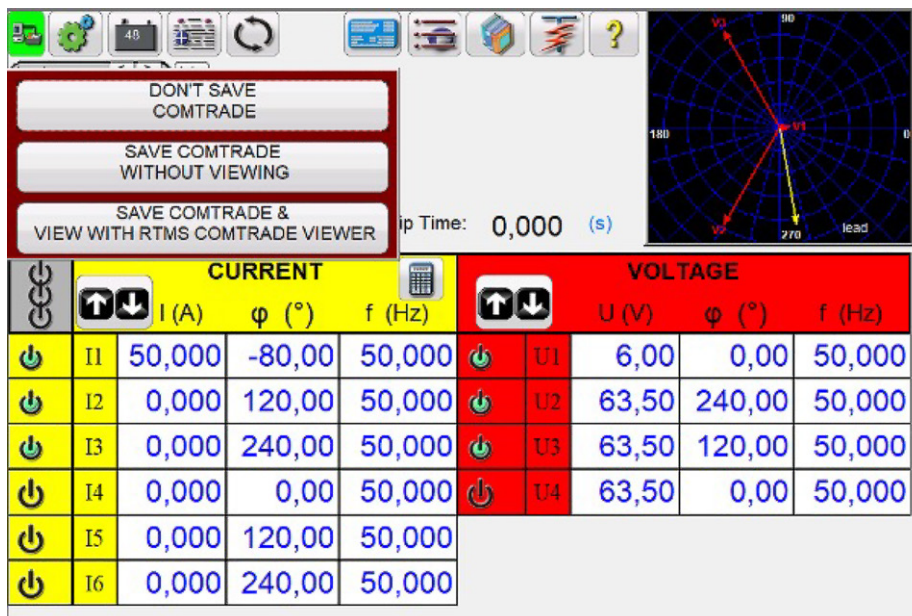 48
?
DON'T SAVE
COMTRADE
SAVE COMTRADE
WITHOUT VIEWING
SAVE COMTRADE &
VIEW WITH RTMS COMTRADE VIEWER
ip Time: 0,000 (s)
V3 90
180 V1 0
V2 270 lead
CURRENT VOLTAGE
I (A) φ (°) f (Hz) U (V) φ (°) f (Hz)
I1 50,000 -80,00 50,000 U1 6,00 0,00 50,000
I2 0,000 120,00 50,000 U2 63,50 240,00 50,000
I3 0,000 240,00 50,000 U3 63,50 120,00 50,000
I4 0,000 0,00 50,000 U4 63,50 0,00 50,000
I5 0,000 120,00 50,000
I6 0,000 240,00 50,000